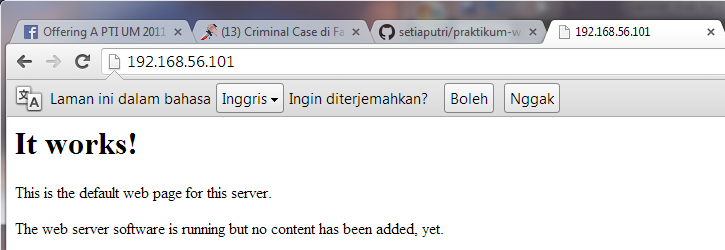 Offering A PTI UM 2011
(13) Criminal Case di Fa
setiaputri/praktikum-w
192.168.56.101
192.168.56.101
Laman ini dalam bahasa Inggris Ingin diterjemahkan? Boleh Nggak
It works!
This is the default web page for this server.
The web server software is running but no content has been added, yet.